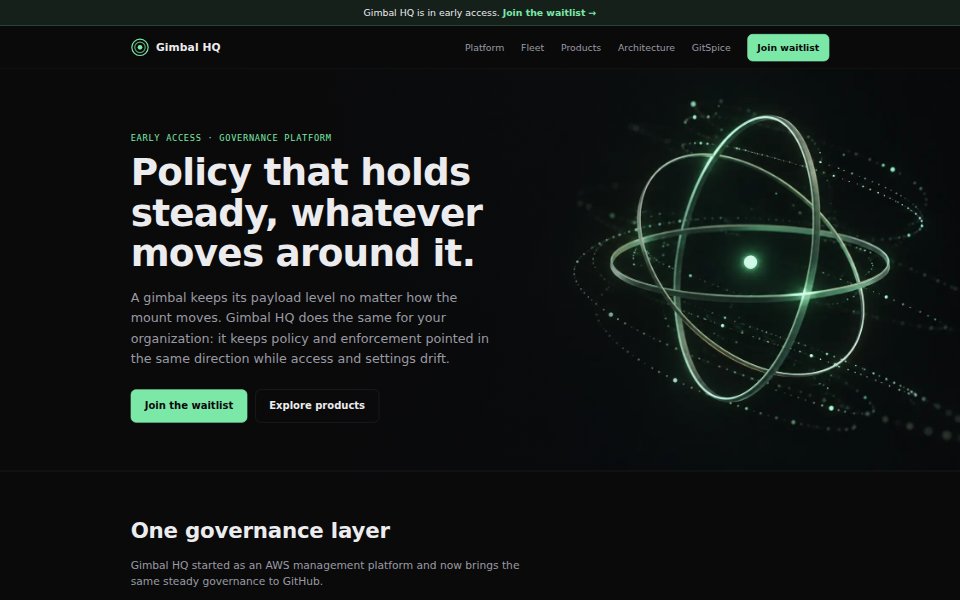 Gimbal HQ is in early access. Join the waitlist →
Gimbal HQ
Platform
Fleet
Products
Architecture
GitSpice
Join waitlist
EARLY ACCESS · GOVERNANCE PLATFORM
Policy that holds
steady, whatever
moves around it.
A gimbal keeps its payload level no matter how the
mount moves. Gimbal HQ does the same for your
organization: it keeps policy and enforcement pointed in
the same direction while access and settings drift.
Join the waitlist
Explore products
One governance layer
Gimbal HQ started as an AWS management platform and now brings the
same steady governance to GitHub.